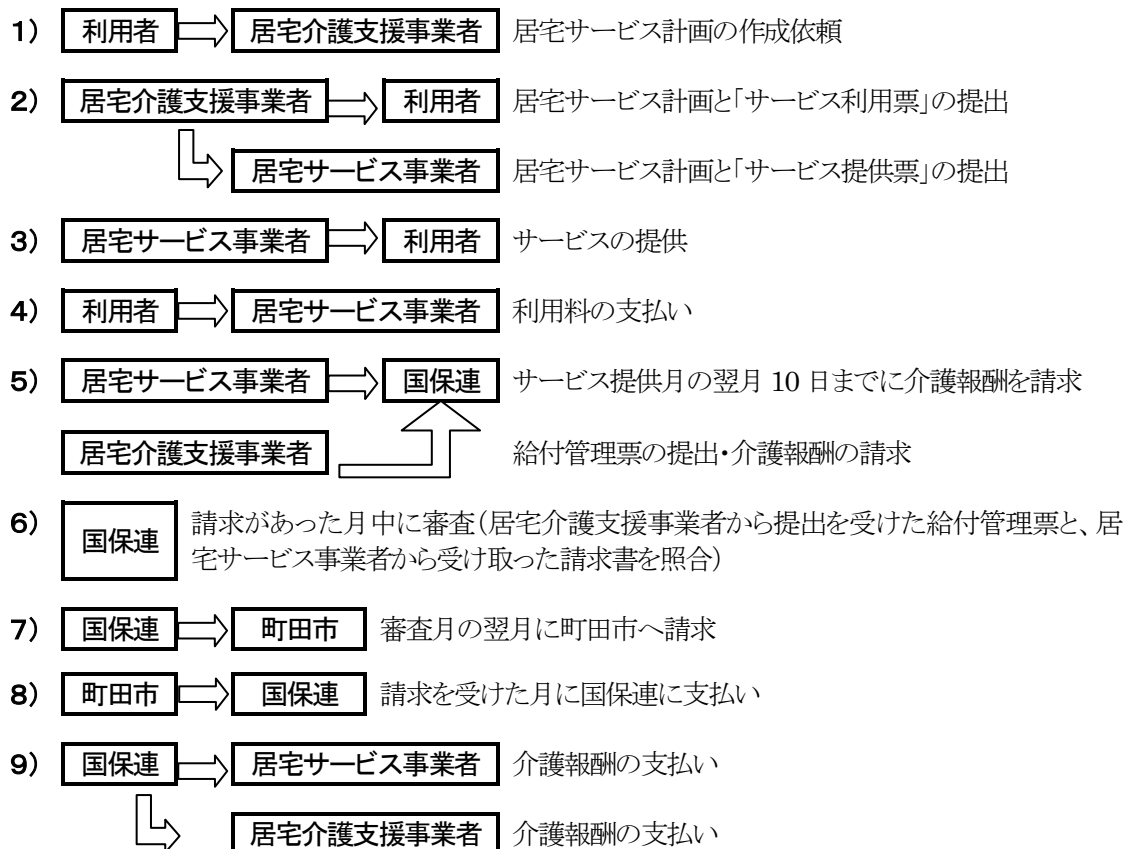 1） 利用者 居宅介護支援事業者 居宅サービス計画の作成依頼
2） 居宅介護支援事業者 利用者 居宅サービス計画と「サービス利用票」の提出
居宅サービス事業者 居宅サービス計画と「サービス提供票」の提出
3） 居宅サービス事業者 利用者 サービスの提供
4） 利用者 居宅サービス事業者 利用料の支払い
5） 居宅サービス事業者 国保連 サービス提供月の翌月 10 日までに介護報酬を請求
居宅介護支援事業者 給付管理票の提出・介護報酬の請求
6） 国保連 請求があった月中に審査（居宅介護支援事業者から提出を受けた給付管理票と、居
宅サービス事業者から受け取った請求書を照合）
7） 国保連 町田市 審査月の翌月に町田市へ請求
8） 町田市 国保連 請求を受けた月に国保連に支払い
9） 国保連 居宅サービス事業者 介護報酬の支払い
居宅介護支援事業者 介護報酬の支払い